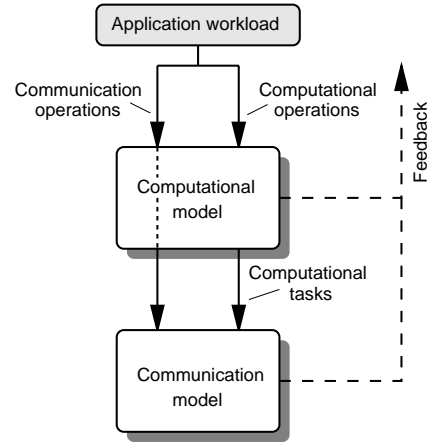 Application workload
Communication
operations
Computational
operations
Feedback
Computational
model
Computational
tasks
Communication
model